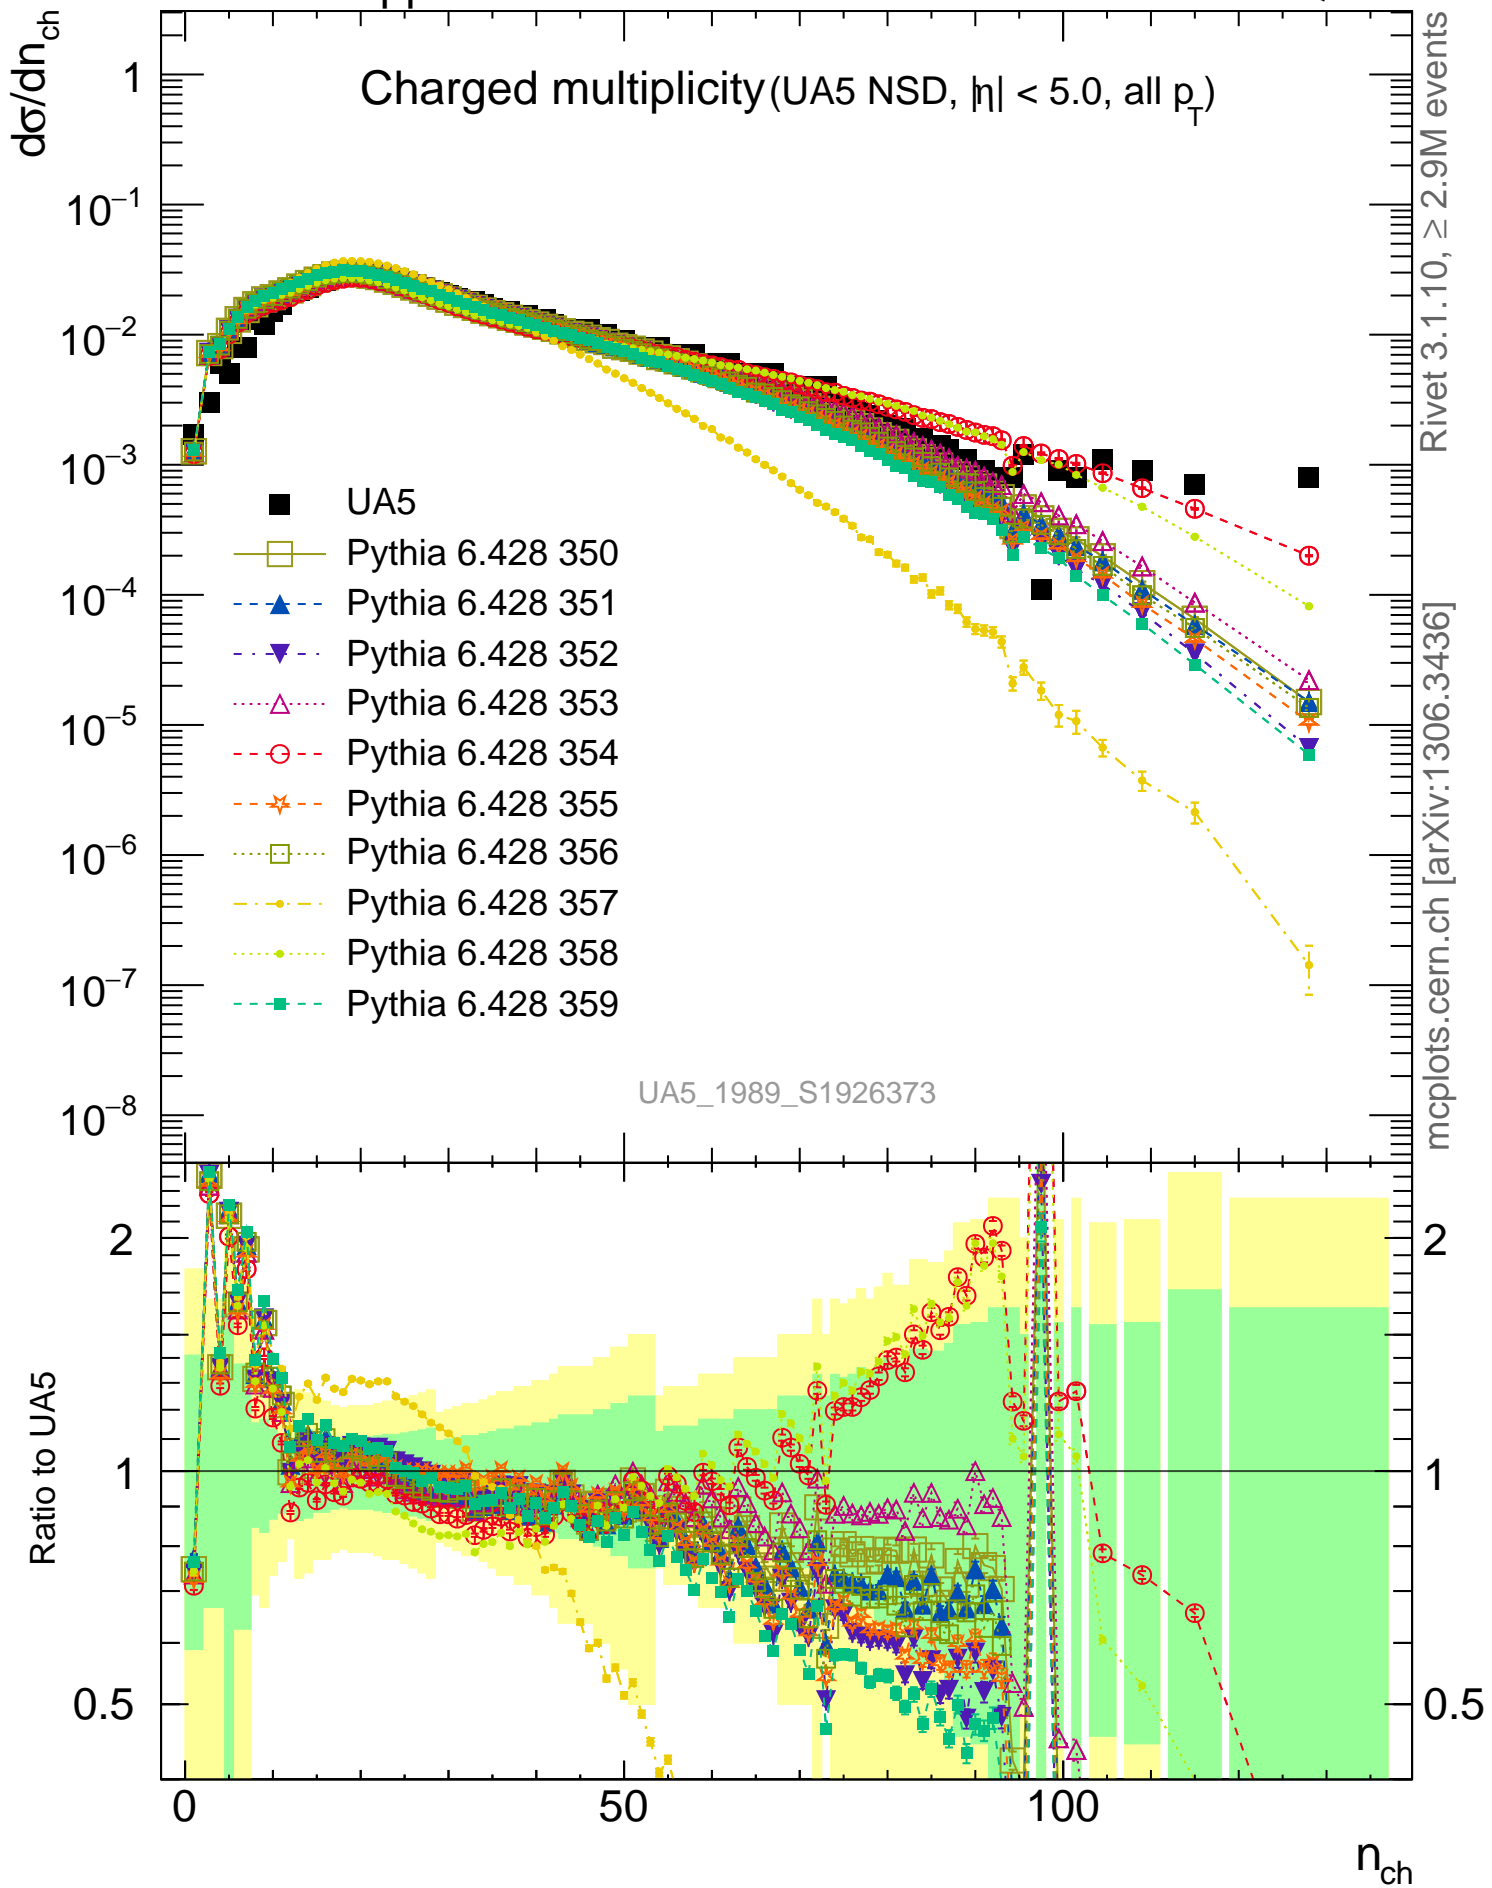 dσ/dn_ch
Charged multiplicity (UA5 NSD, |η| < 5.0, all p_T)
1
10⁻¹
10⁻²
10⁻³
10⁻⁴
10⁻⁵
10⁻⁶
10⁻⁷
10⁻⁸
UA5
Pythia 6.428 350
Pythia 6.428 351
Pythia 6.428 352
Pythia 6.428 353
Pythia 6.428 354
Pythia 6.428 355
Pythia 6.428 356
Pythia 6.428 357
Pythia 6.428 358
Pythia 6.428 359
UA5_1989_S1926373
Rivet 3.1.10, ≥ 2.9M events
mcplots.cern.ch [arXiv:1306.3436]
Ratio to UA5
2
1
0.5
2
1
0.5
0
50
100
n_ch